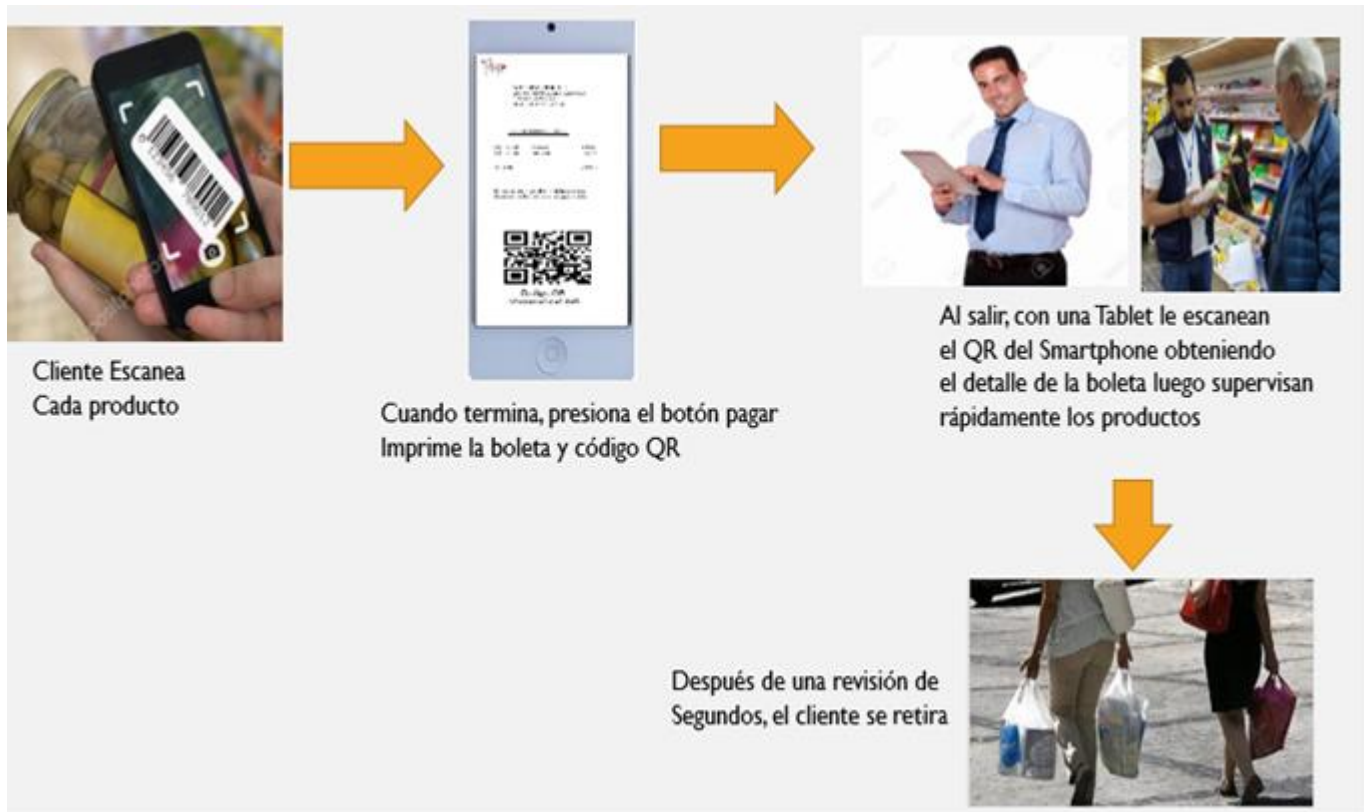 Cliente Escanea
Cada producto
Cuando termina, presiona el botón pagar
Imprime la boleta y código QR
Al salir, con una Tablet le escanean
el QR del Smartphone obteniendo
el detalle de la boleta luego supervisan
rápidamente los productos
Después de una revisión de
Segundos, el cliente se retira